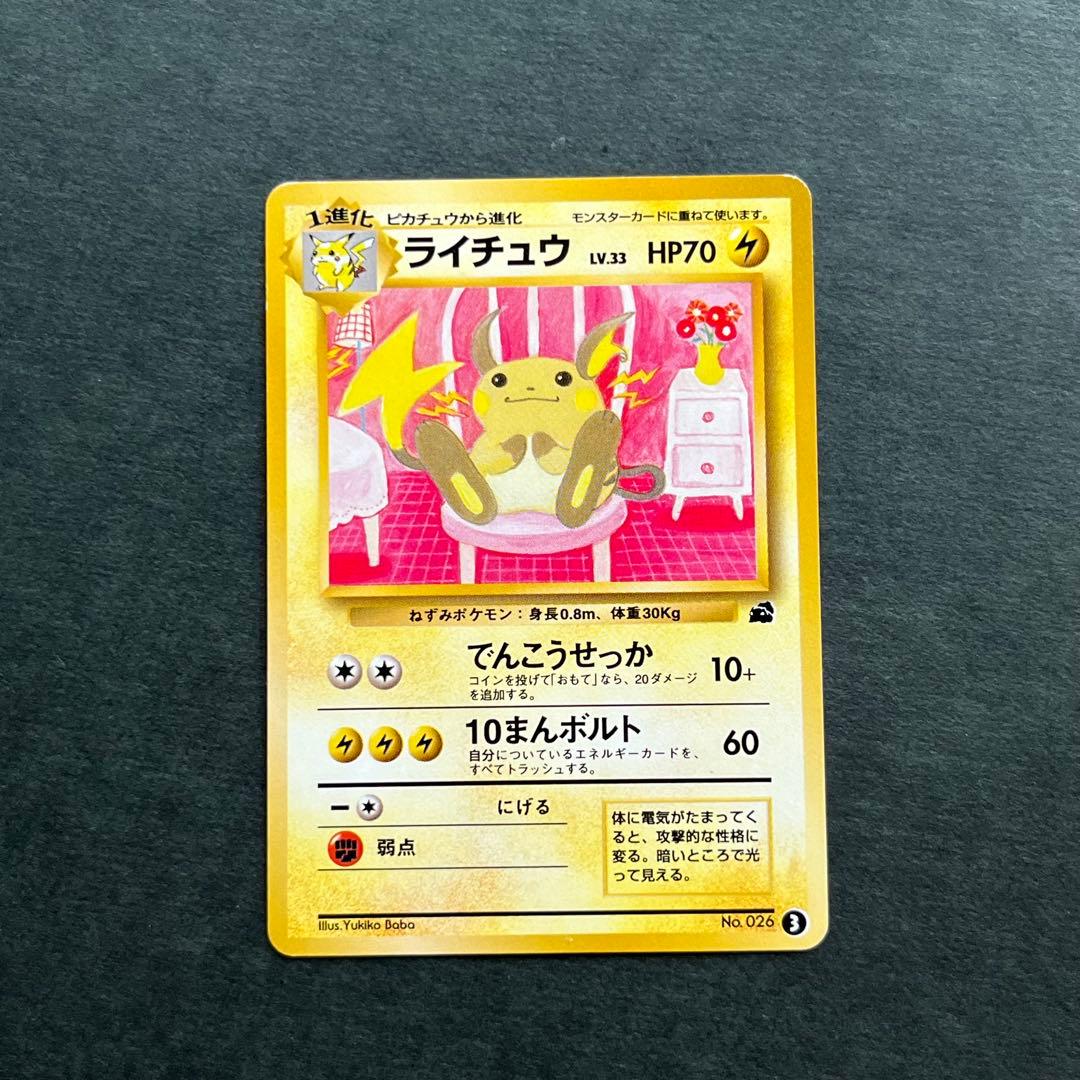 1進化 ピカチュウから進化 モンスターカードに重ねて使います。
ライチュウ LV.33 HP70
ねずみポケモン：身長0.8m、体重30Kg
でんこうせっか 10+
コインを投げて「おもて」なら、20ダメージ
を追加する。
10まんボルト 60
自分についているエネルギーカードを、
すべてトラッシュする。
にげる
弱点
体に電気がたまってく
ると、攻撃的な性格に
変る。暗いところで光
って見える。
Illus.Yukiko Baba No.026 3